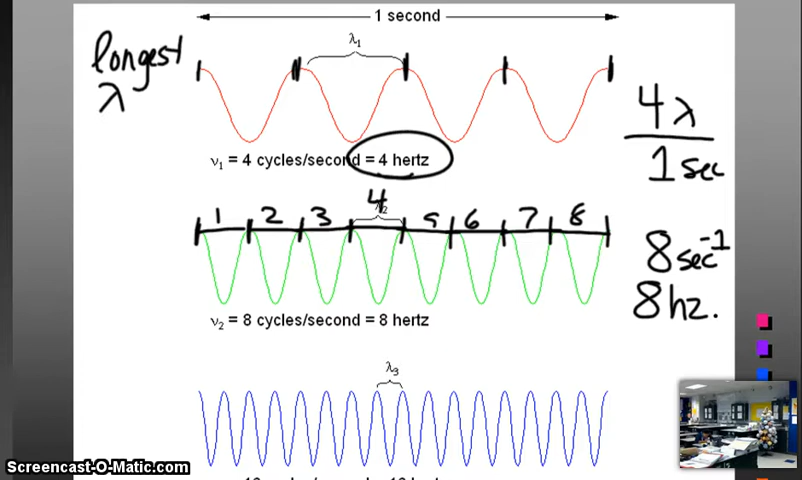 1 second
longest
λ
λ1
4λ
1 sec
ν1 = 4 cycles/second = 4 hertz
1 2 3 4 5 6 7 8
8 sec-1
8 hz.
ν2 = 8 cycles/second = 8 hertz
λ3
Screencast-O-Matic.com